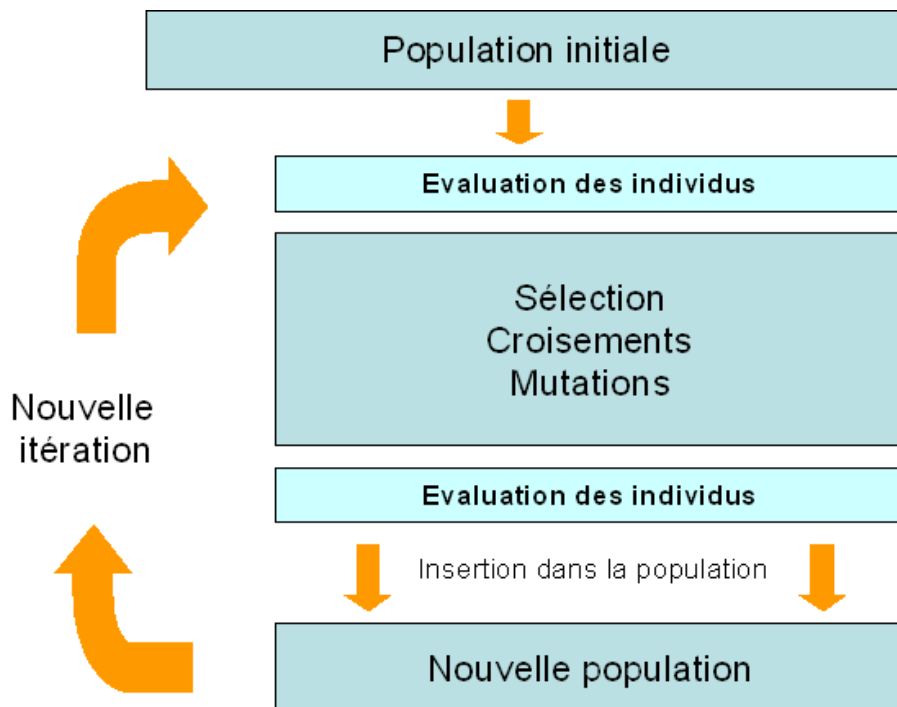 Population initiale
Evaluation des individus
Sélection
Croisements
Mutations
Nouvelle
itération
Evaluation des individus
Insertion dans la population
Nouvelle population